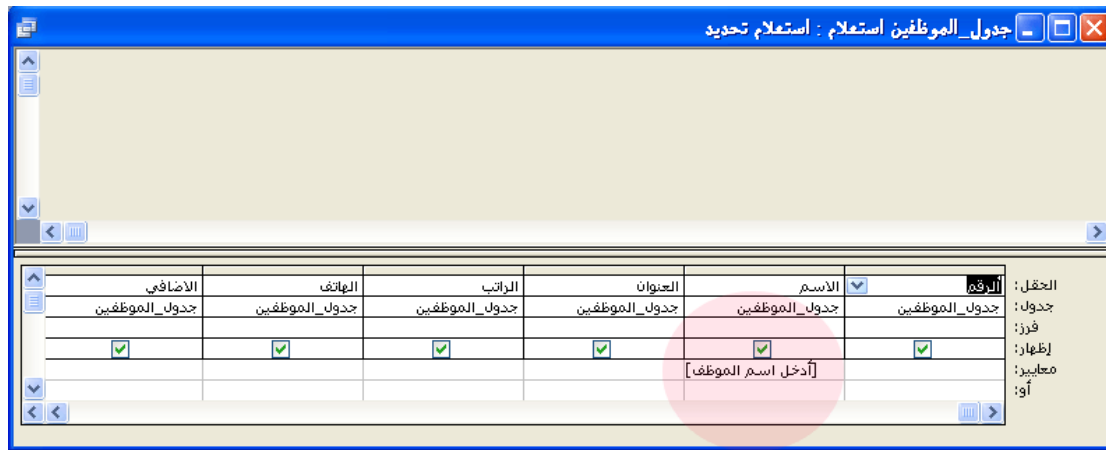 جدول_الموظفين استعلام : استعلام تحديد
الحقل: الرقم الاسم العنوان الراتب الهاتف الاضافي
جدول: جدول_الموظفين جدول_الموظفين جدول_الموظفين جدول_الموظفين جدول_الموظفين جدول_الموظفين
فرز:
إظهار:
معايير: [أدخل اسم الموظف]
أو: